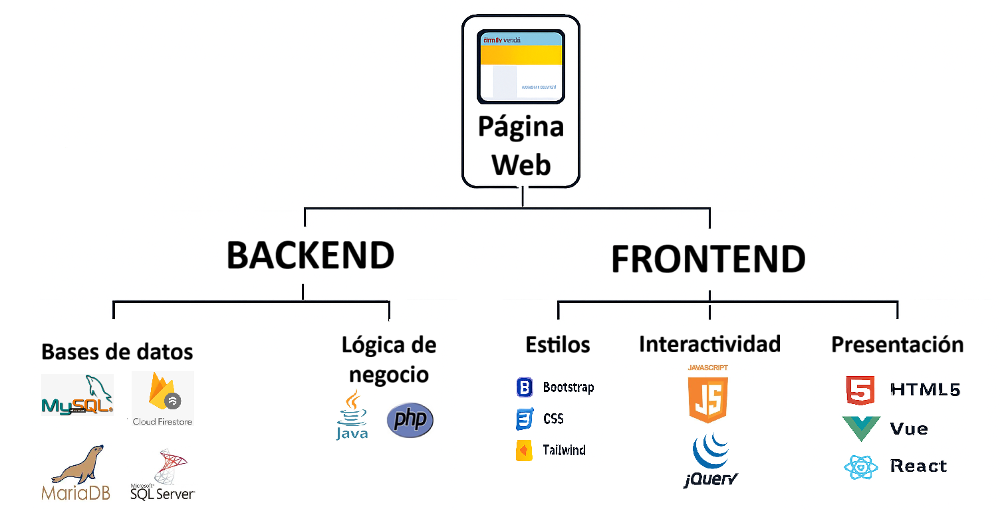 Página
Web
BACKEND
FRONTEND
Bases de datos
Lógica de
negocio
Estilos
Interactividad
Presentación
MySQL
Cloud Firestore
MariaDB
Microsoft
SQL Server
Java
php
Bootstrap
CSS
Tailwind
JAVASCRIPT
JS
jQuery
HTML5
Vue
React